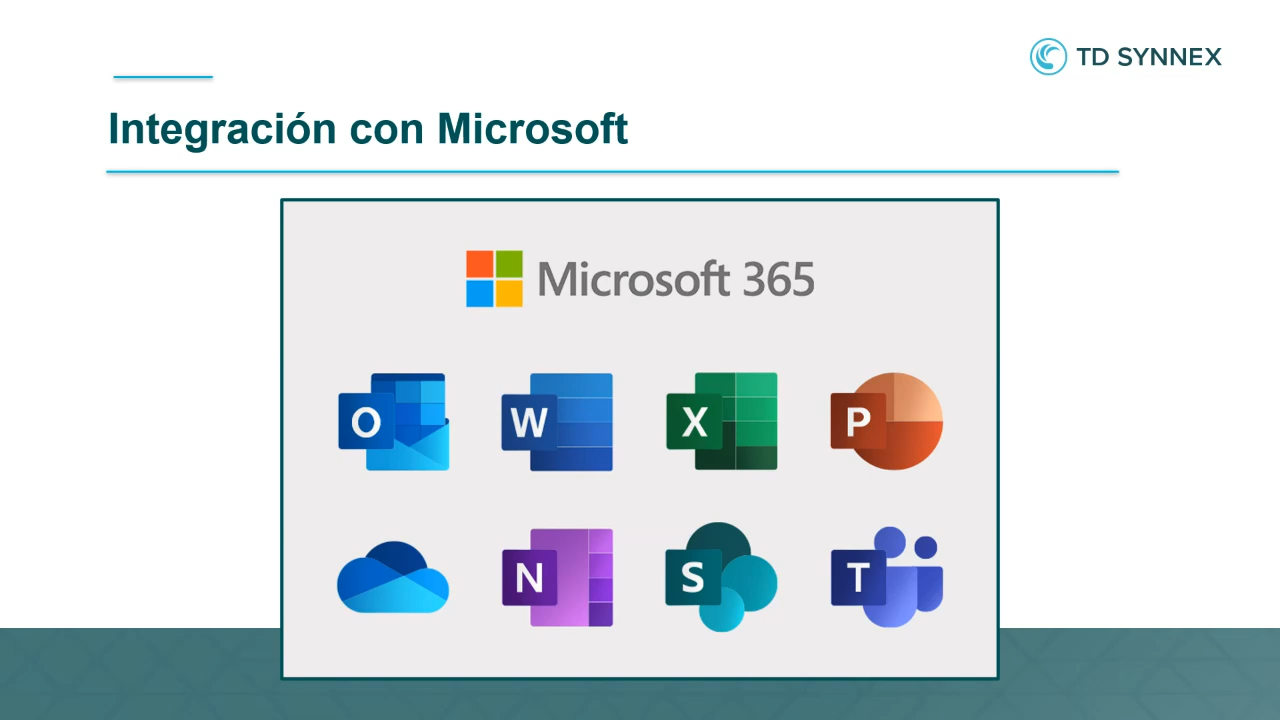 TD SYNNEX
Integración con Microsoft
Microsoft 365
O W X P
N S T